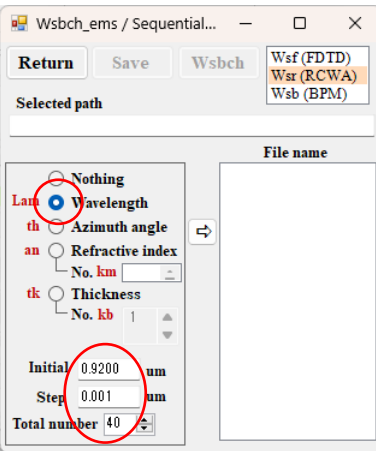 Wsbch_ems / Sequential...
Return Save Wsbch
Wsf (FDTD)
Wsr (RCWA)
Wsb (BPM)
Selected path
File name
Nothing
Lam Wavelength
th Azimuth angle
an Refractive index
No. km
tk Thickness
No. kb 1
Initial 0.9200 um
Step 0.001 um
Total number 40